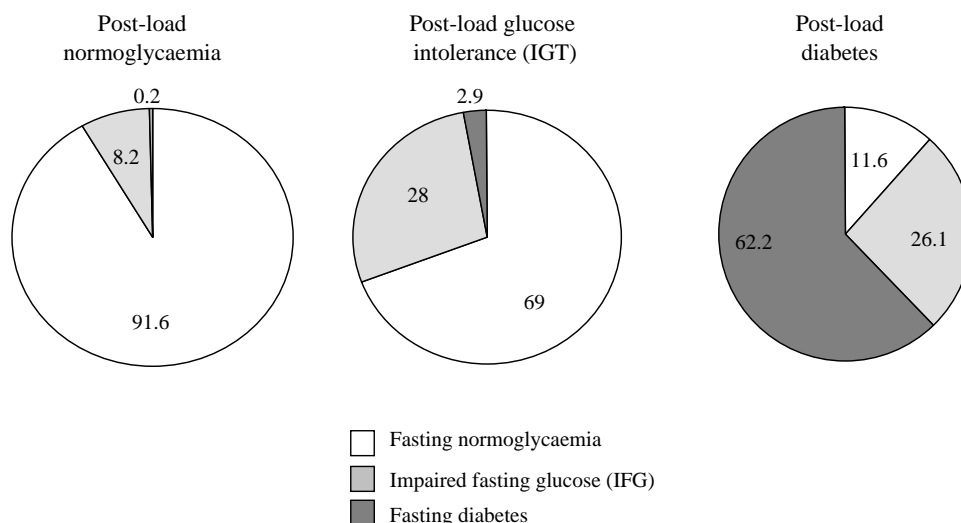 Post-load
normoglycaemia
Post-load glucose
intolerance (IGT)
Post-load
diabetes
0.2
8.2
91.6
2.9
28
69
11.6
26.1
62.2
Fasting normoglycaemia
Impaired fasting glucose (IFG)
Fasting diabetes